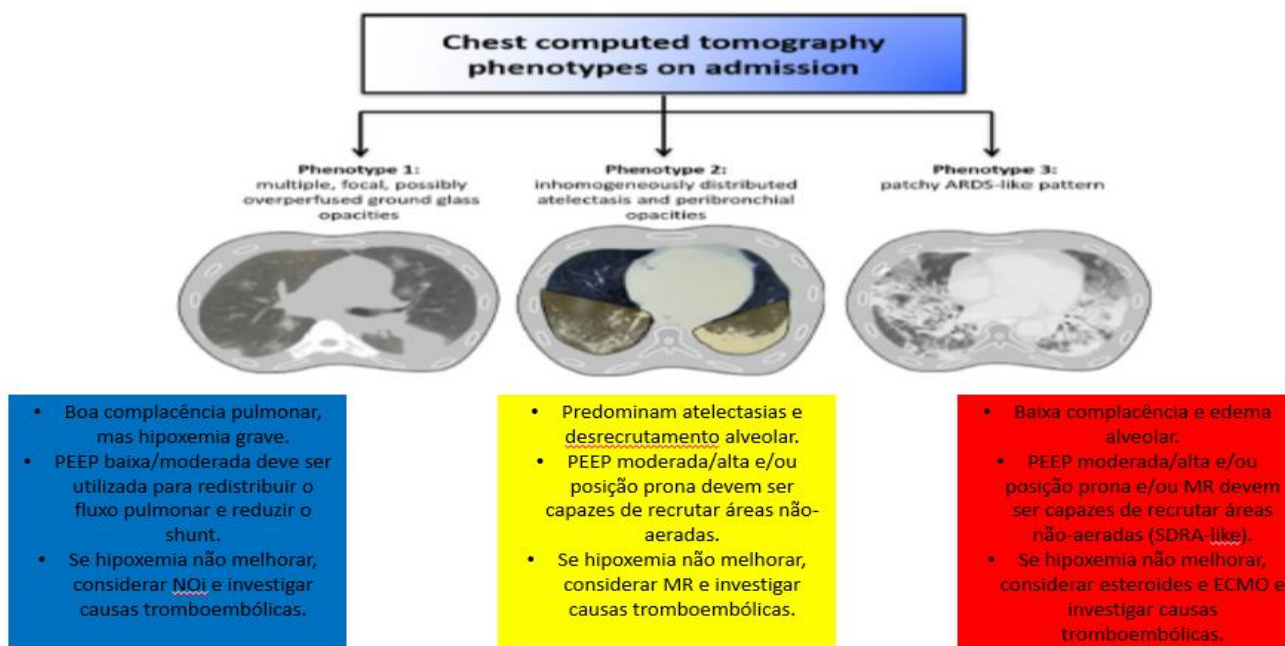 Chest computed tomography
phenotypes on admission
Phenotype 1:
multiple, focal, possibly
overperfused ground glass
opacities
Phenotype 2:
inhomogeneously distributed
atelectasis and peribronchial
opacities
Phenotype 3:
patchy ARDS-like pattern
• Boa complacência pulmonar,
mas hipoxemia grave.
• PEEP baixa/moderada deve ser
utilizada para redistribuir o
fluxo pulmonar e reduzir o
shunt.
• Se hipoxemia não melhorar,
considerar NOi e investigar
causas tromboembólicas.
• Predominam atelectasias e
desrecrutamento alveolar.
• PEEP moderada/alta e/ou
posição prona devem ser
capazes de recrutar áreas não-
aeradas.
• Se hipoxemia não melhorar,
considerar MR e investigar
causas tromboembólicas.
• Baixa complacência e edema
alveolar.
• PEEP moderada/alta e/ou
posição prona e/ou MR devem
ser capazes de recrutar áreas
não-aeradas (SDRA-like).
• Se hipoxemia não melhorar,
considerar esteroides e ECMO e
investigar causas
tromboembólicas.